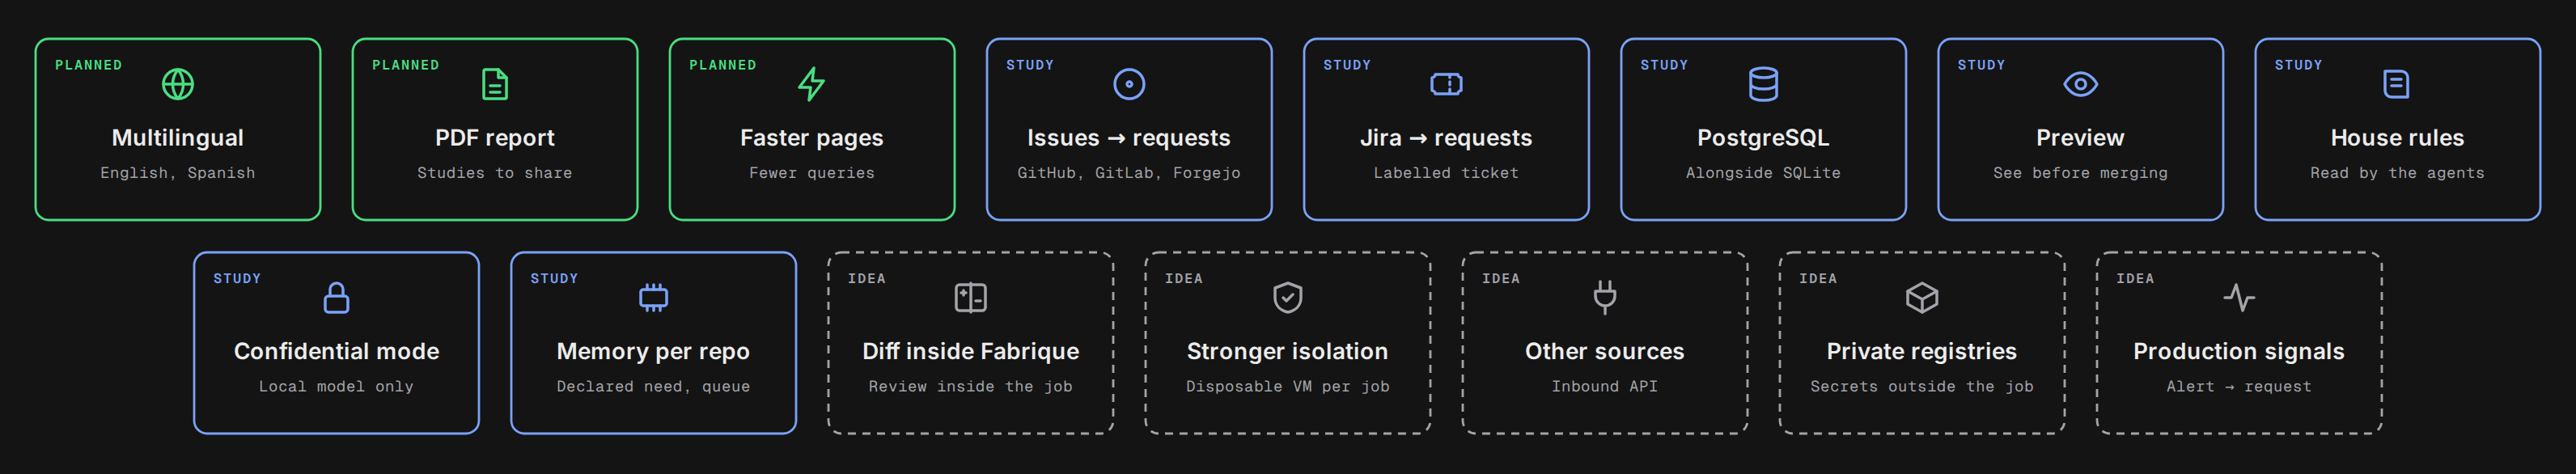 PLANNED
Multilingual
English, Spanish
PLANNED
PDF report
Studies to share
PLANNED
Faster pages
Fewer queries
STUDY
Issues → requests
GitHub, GitLab, Forgejo
STUDY
Jira → requests
Labelled ticket
STUDY
PostgreSQL
Alongside SQLite
STUDY
Preview
See before merging
STUDY
House rules
Read by the agents
STUDY
Confidential mode
Local model only
STUDY
Memory per repo
Declared need, queue
IDEA
Diff inside Fabrique
Review inside the job
IDEA
Stronger isolation
Disposable VM per job
IDEA
Other sources
Inbound API
IDEA
Private registries
Secrets outside the job
IDEA
Production signals
Alert → request